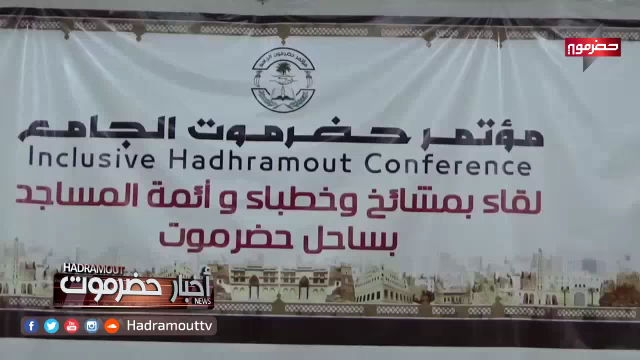 حضرموت
مؤتمر حضرموت الجامع
Inclusive Hadhramout Conference
لقاء بمشائخ وخطباء و أئمة المساجد
بساحل حضرموت
HADRAMOUT
أخبار حضرموت
NEWS
Hadramouttv